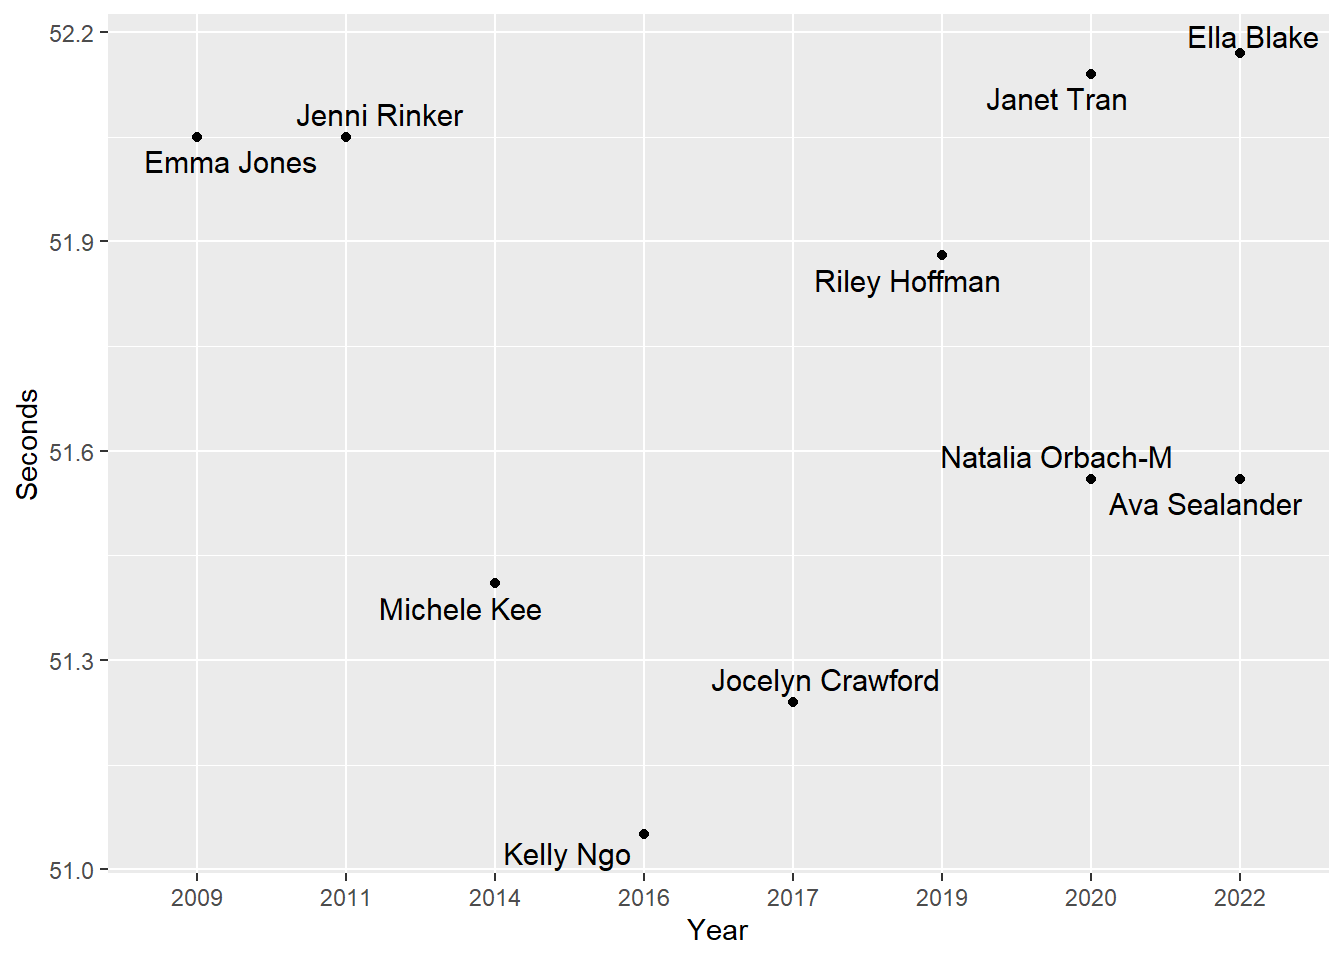 52.2
Ella Blake
Janet Tran
Jenni Rinker
Emma Jones
51.9
Riley Hoffman
51.6
Natalia Orbach-M
Ava Sealander
Seconds
Michele Kee
51.3
Jocelyn Crawford
Kelly Ngo
51.0
2009 2011 2014 2016 2017 2019 2020 2022
Year